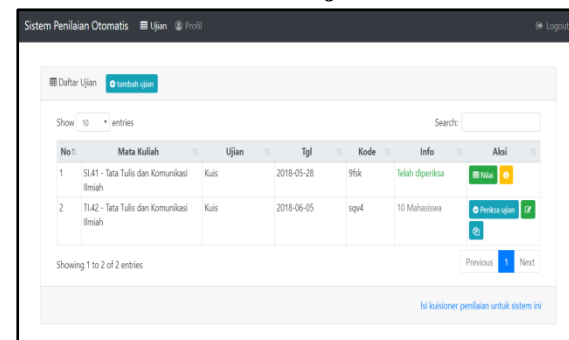 Sistem Penilaian Otomatis Ujian Profil Logout
Daftar Ujian tambah ujian
Show 10 entries Search:
No Mata Kuliah Ujian Tgl Kode Info Aksi
1 SI.41 - Tata Tulis dan Komunikasi Kuis 2018-05-28 9fsk Telah diperiksa Nilai
Ilmiah
2 TI.42 - Tata Tulis dan Komunikasi Kuis 2018-06-05 sqv4 10 Mahasiswa Periksa ujian
Ilmiah
Showing 1 to 2 of 2 entries Previous 1 Next
Isi kuisioner penilaian untuk sistem ini